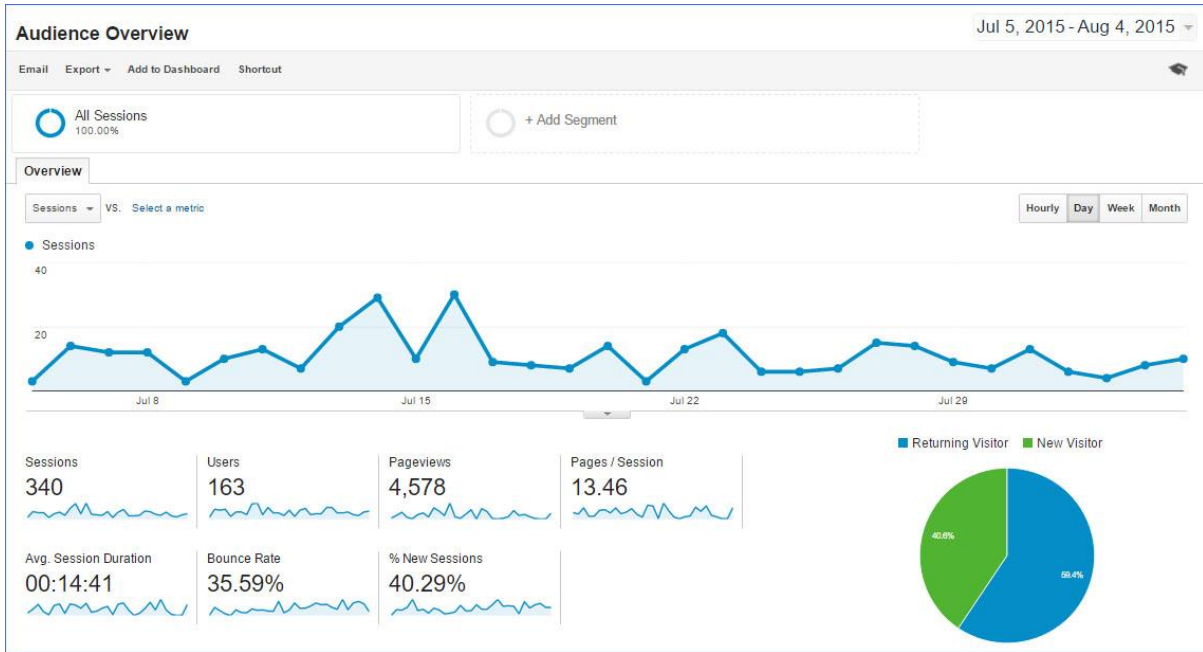 Audience Overview
Jul 5, 2015 - Aug 4, 2015
Email Export Add to Dashboard Shortcut
All Sessions
100.00%
+ Add Segment
Overview
Sessions VS. Select a metric
Hourly Day Week Month
Sessions
40
20
Jul 8 Jul 15 Jul 22 Jul 29
Returning Visitor New Visitor
Sessions Users Pageviews Pages / Session
340 163 4,578 13.46
Avg. Session Duration Bounce Rate % New Sessions
00:14:41 35.59% 40.29%
40.6%
59.4%